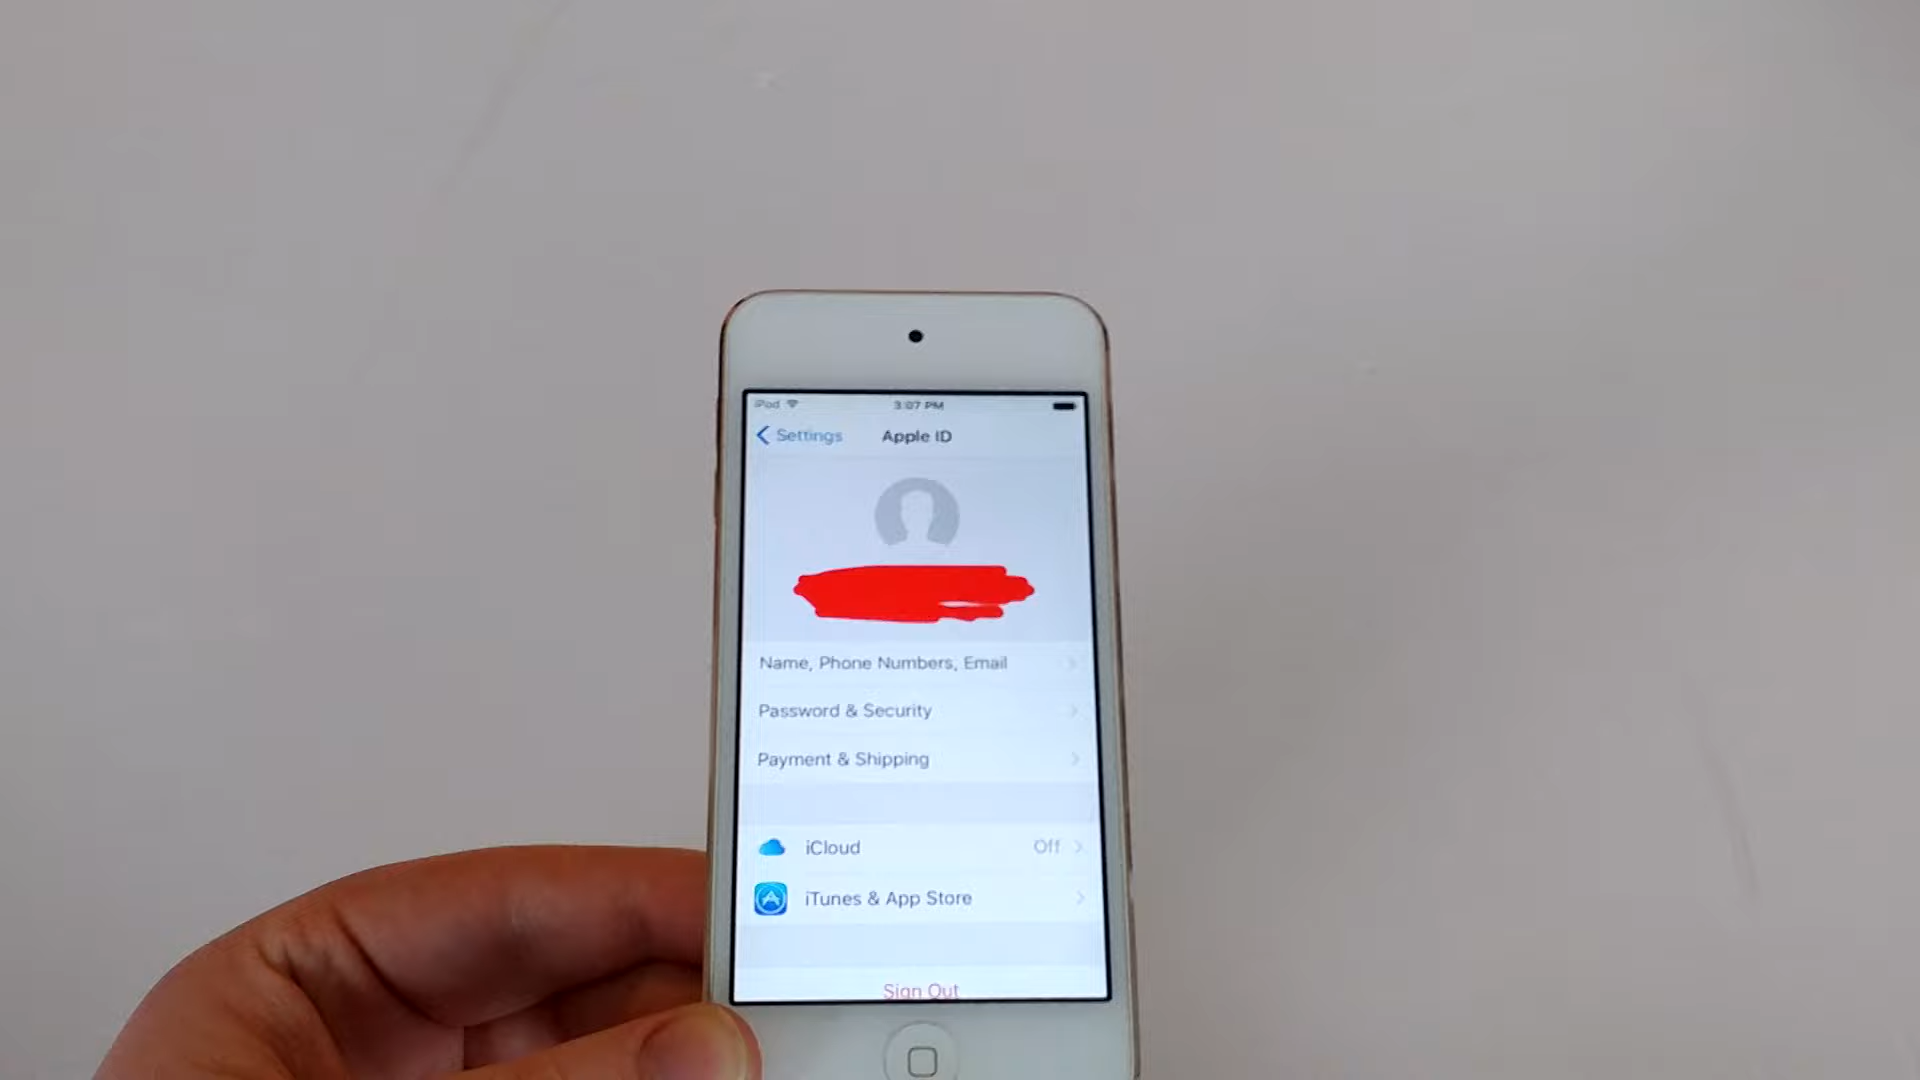 iPod 3:07 PM
Settings Apple ID
Name, Phone Numbers, Email
Password & Security
Payment & Shipping
iCloud Off
iTunes & App Store
Sign Out